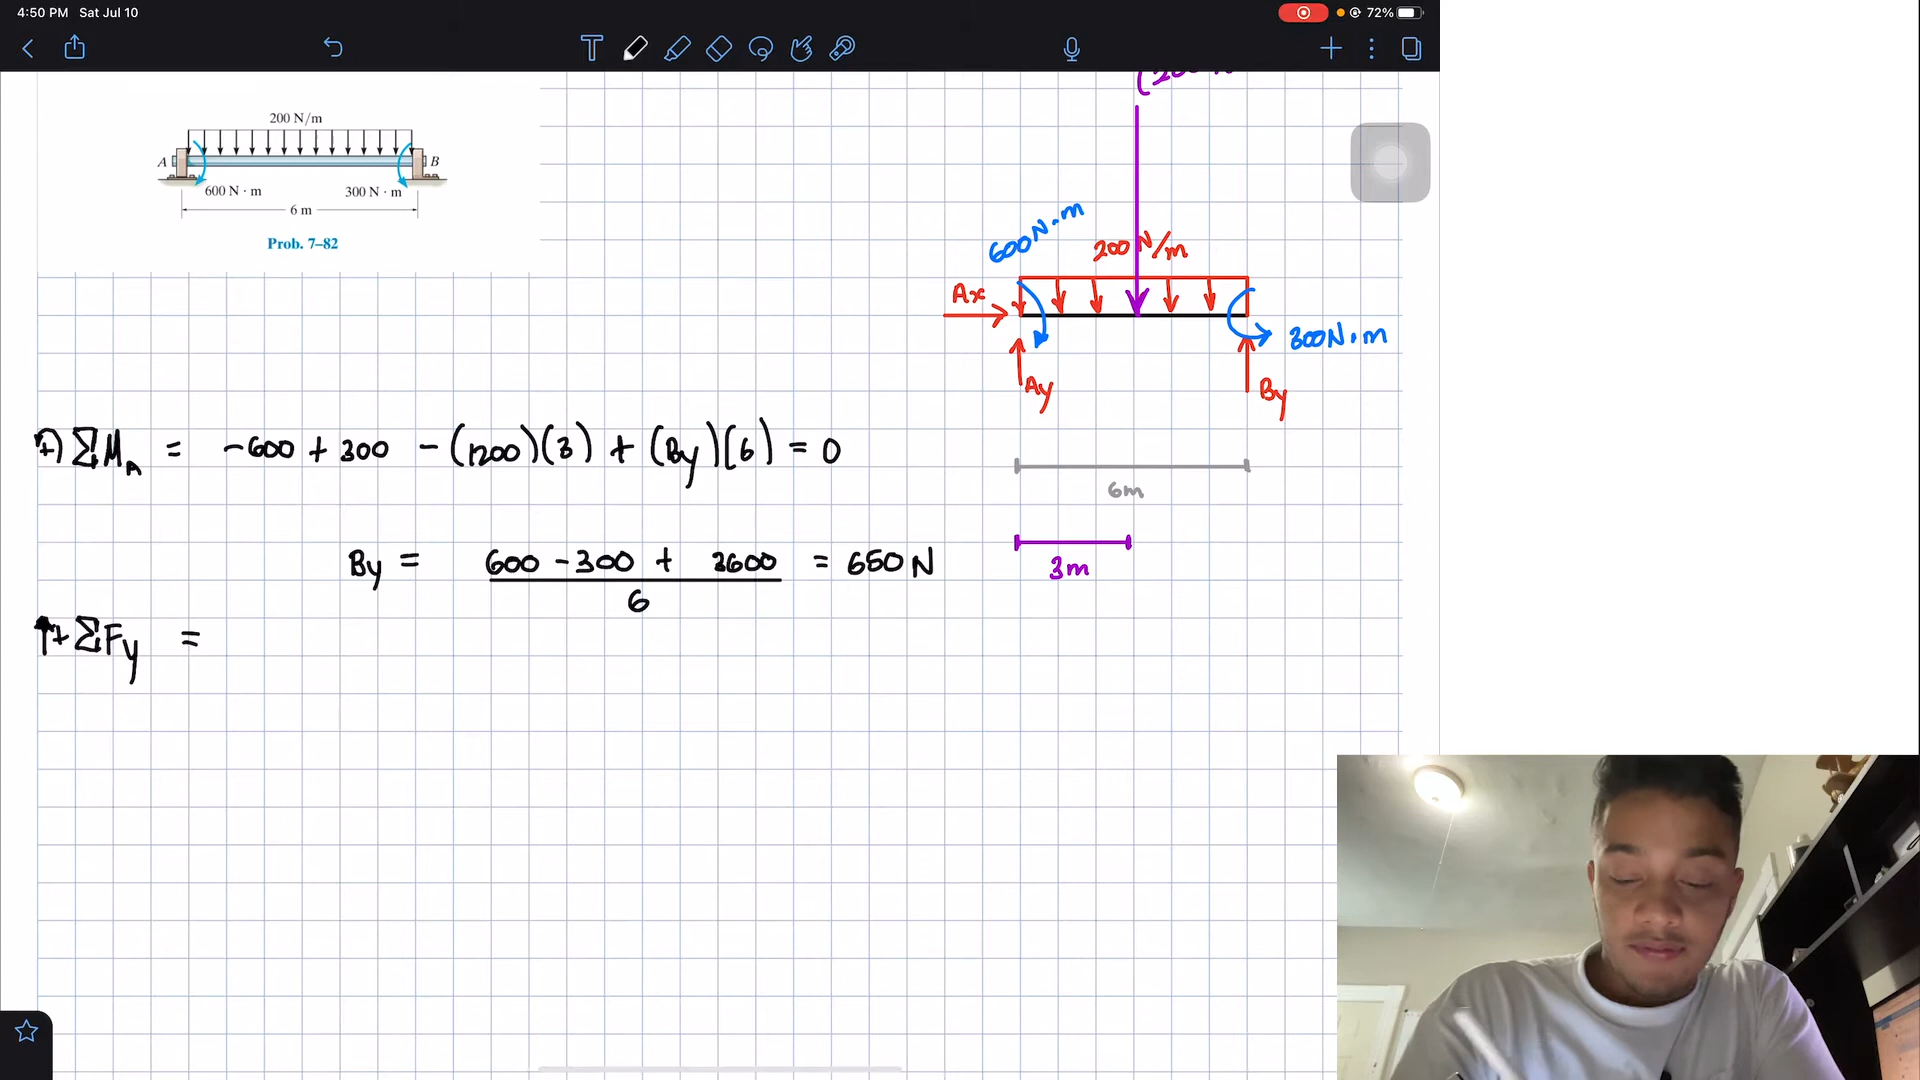 4:50 PM Sat Jul 10
72%
200 N/m
A
B
600 N · m
300 N · m
6 m
Prob. 7–82
600N·m
200 N/m
Ax
300N·m
Ay
By
6m
3m
+) ΣM_A = -600 + 300 - (1200)(3) + (By)(6) = 0
By = 600 - 300 + 3600 = 650 N
6
↑+ ΣFy =